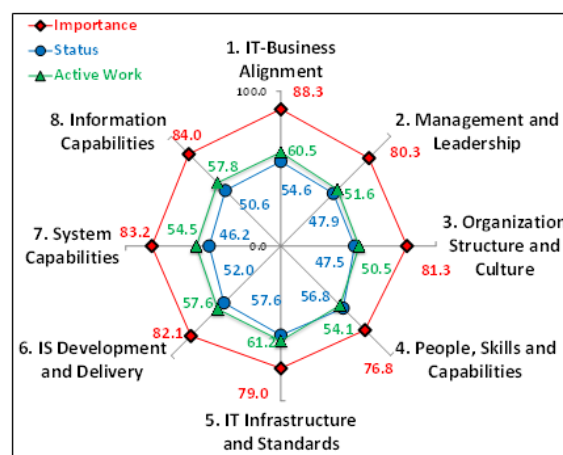 Importance
Status
Active Work
1. IT-Business
Alignment
100.0
88.3
8. Information
Capabilities
84.0
2. Management and
Leadership
80.3
60.5
57.8
51.6
54.6
50.6
47.9
7. System
Capabilities
83.2
54.5
46.2
0.0
47.5
50.5
3. Organization
Structure and
Culture
81.3
52.0
57.6
57.6
56.8
61.2
54.1
82.1
6. IS Development
and Delivery
79.0
76.8
4. People, Skills and
Capabilities
5. IT Infrastructure
and Standards